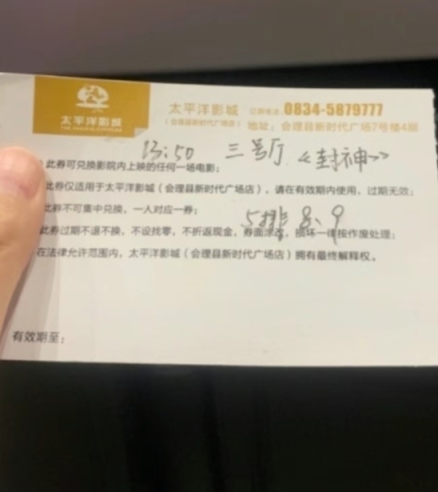 太平洋影城
太平洋影城 订票电话:0834-5879777
(会理县新时代广场店) 地址:会理县新时代广场7号楼4层
13:50 三号厅 《封神》
此券可兑换影院内上映的任何一场电影;
此券仅适用于太平洋影城(会理县新时代广场店),请在有效期内使用,过期无效;
此券不可重中兑换,一人对应一券;
5排 8、9
此券过期不退不换、不设找零,不折返现金,券面涂改、损坏一律按作废处理;
在法律允许范围内,太平洋影城(会理县新时代广场店)拥有最终解释权。
有效期至: